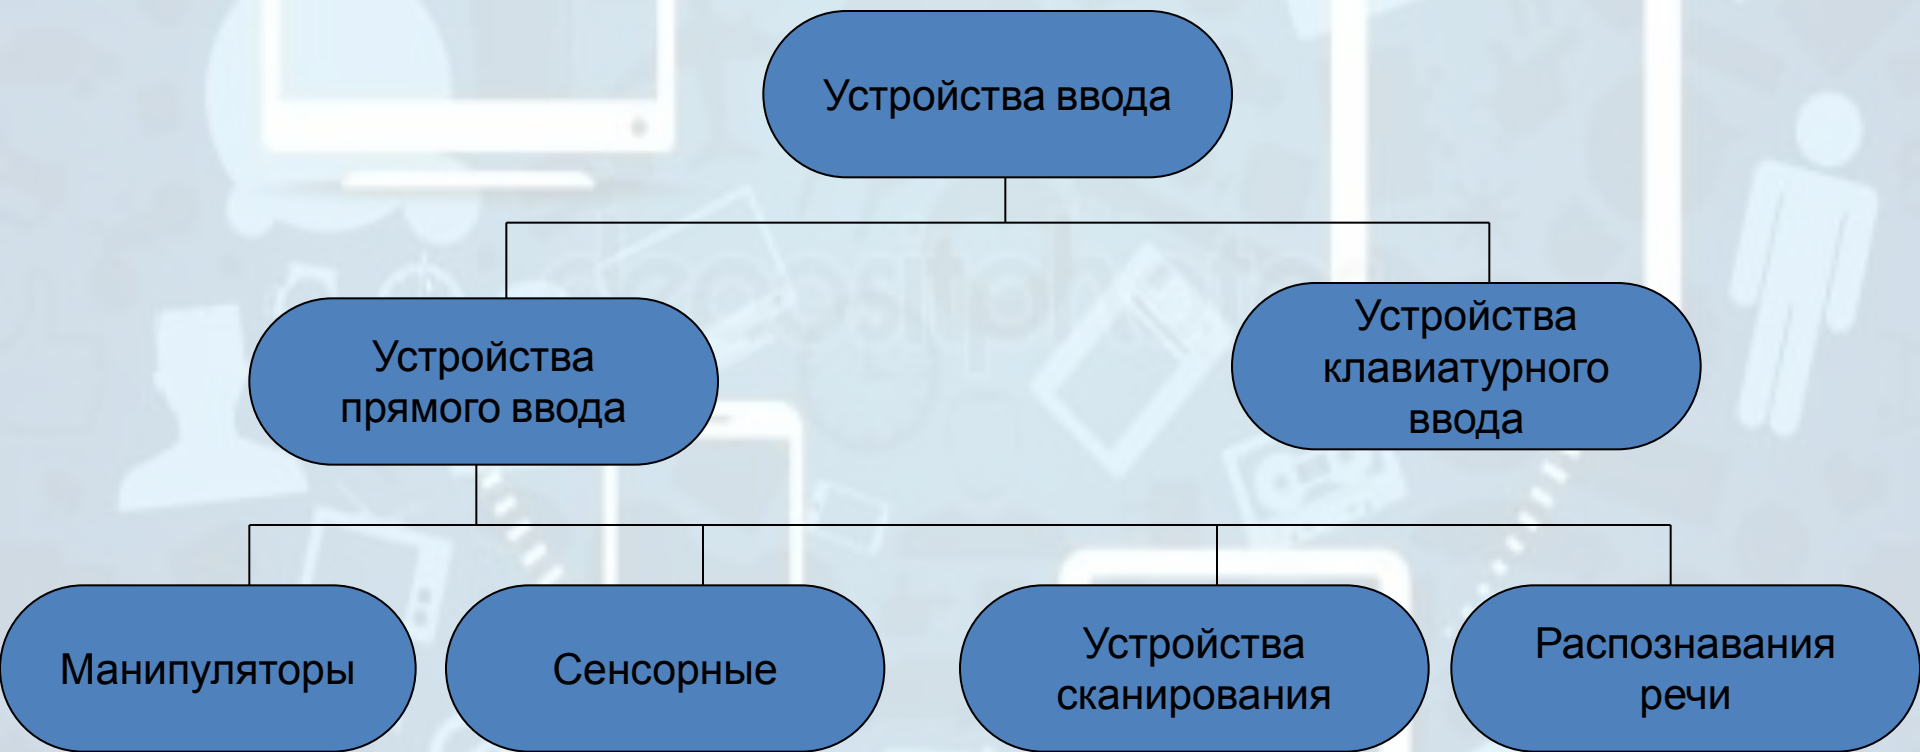 Устройства ввода
Устройства
прямого ввода
Устройства
клавиатурного
ввода
Манипуляторы
Сенсорные
Устройства
сканирования
Распознавания
речи